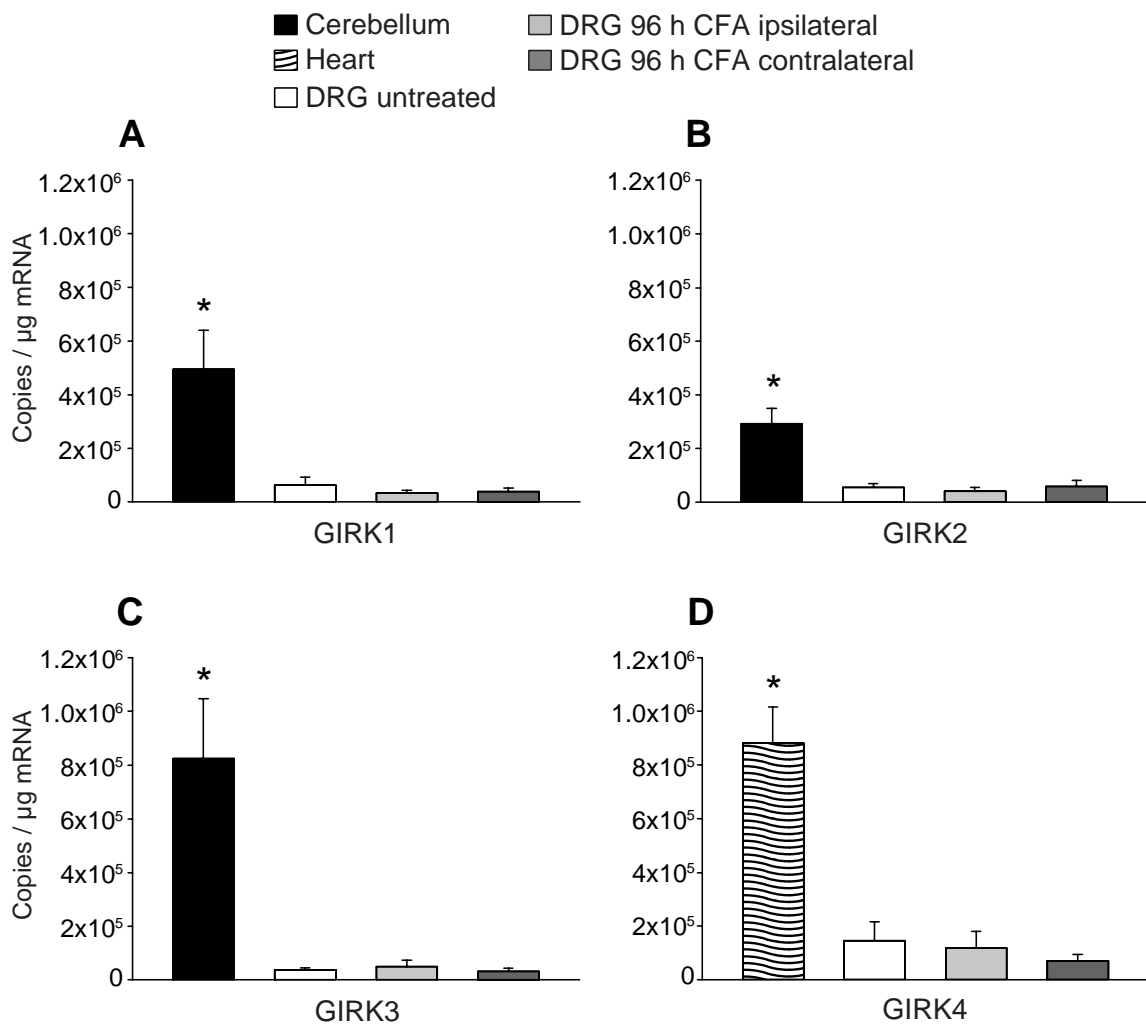 Cerebellum
Heart
DRG untreated
DRG 96 h CFA ipsilateral
DRG 96 h CFA contralateral
A
Copies / µg mRNA
1.2x10⁶
1.0x10⁶
8x10⁵
6x10⁵
4x10⁵
2x10⁵
0
*
GIRK1
B
1.2x10⁶
1.0x10⁶
8x10⁵
6x10⁵
4x10⁵
2x10⁵
0
*
GIRK2
C
Copies / µg mRNA
1.2x10⁶
1.0x10⁶
8x10⁵
6x10⁵
4x10⁵
2x10⁵
0
*
GIRK3
D
1.2x10⁶
1.0x10⁶
8x10⁵
6x10⁵
4x10⁵
2x10⁵
0
*
GIRK4